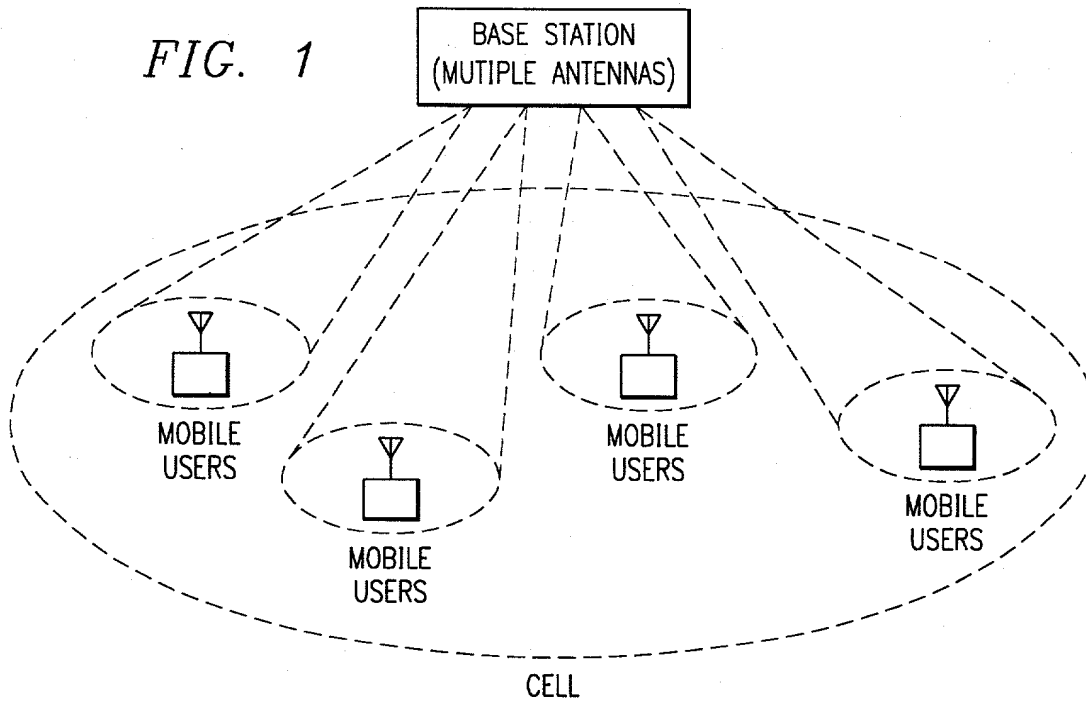 FIG. 1
BASE STATION
(MUTIPLE ANTENNAS)
MOBILE
USERS
MOBILE
USERS
MOBILE
USERS
MOBILE
USERS
CELL